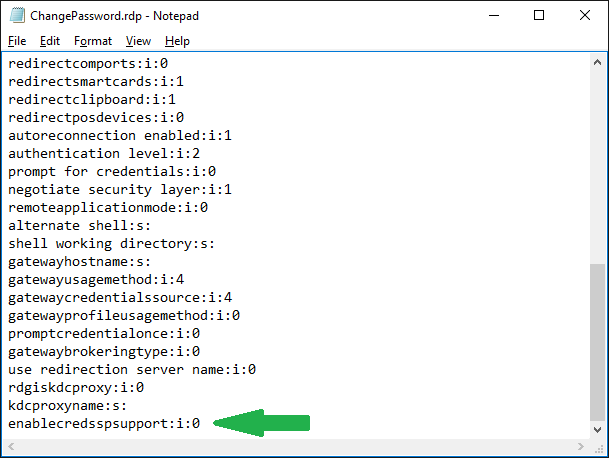 ChangePassword.rdp - Notepad
File Edit Format View Help
redirectcomports:i:0
redirectsmartcards:i:1
redirectclipboard:i:1
redirectposdevices:i:0
autoreconnection enabled:i:1
authentication level:i:2
prompt for credentials:i:0
negotiate security layer:i:1
remoteapplicationmode:i:0
alternate shell:s:
shell working directory:s:
gatewayhostname:s:
gatewayusagemethod:i:4
gatewaycredentialssource:i:4
gatewayprofileusagemethod:i:0
promptcredentialonce:i:0
gatewaybrokeringtype:i:0
use redirection server name:i:0
rdgiskdcproxy:i:0
kdcproxyname:s:
enablecredsspsupport:i:0